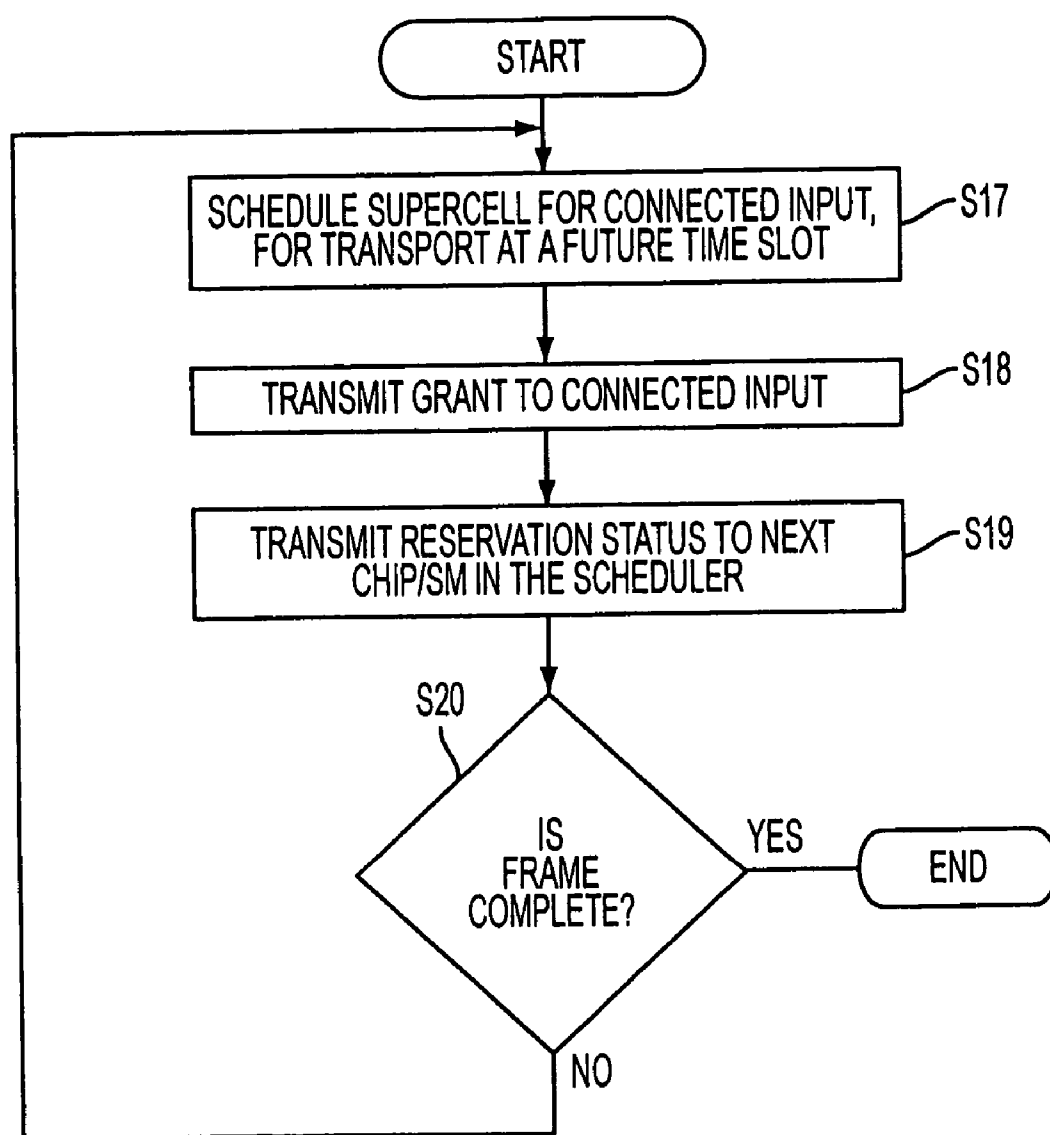 START
SCHEDULE SUPERCELL FOR CONNECTED INPUT,
FOR TRANSPORT AT A FUTURE TIME SLOT
S17
TRANSMIT GRANT TO CONNECTED INPUT
S18
TRANSMIT RESERVATION STATUS TO NEXT
CHIP/SM IN THE SCHEDULER
S19
S20
IS
FRAME
COMPLETE?
YES
END
NO